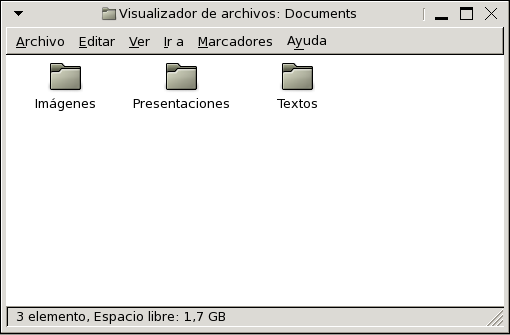 Visualizador de archivos: Documents
Archivo Editar Ver Ir a Marcadores Ayuda
Imágenes Presentaciones Textos
3 elemento, Espacio libre: 1,7 GB